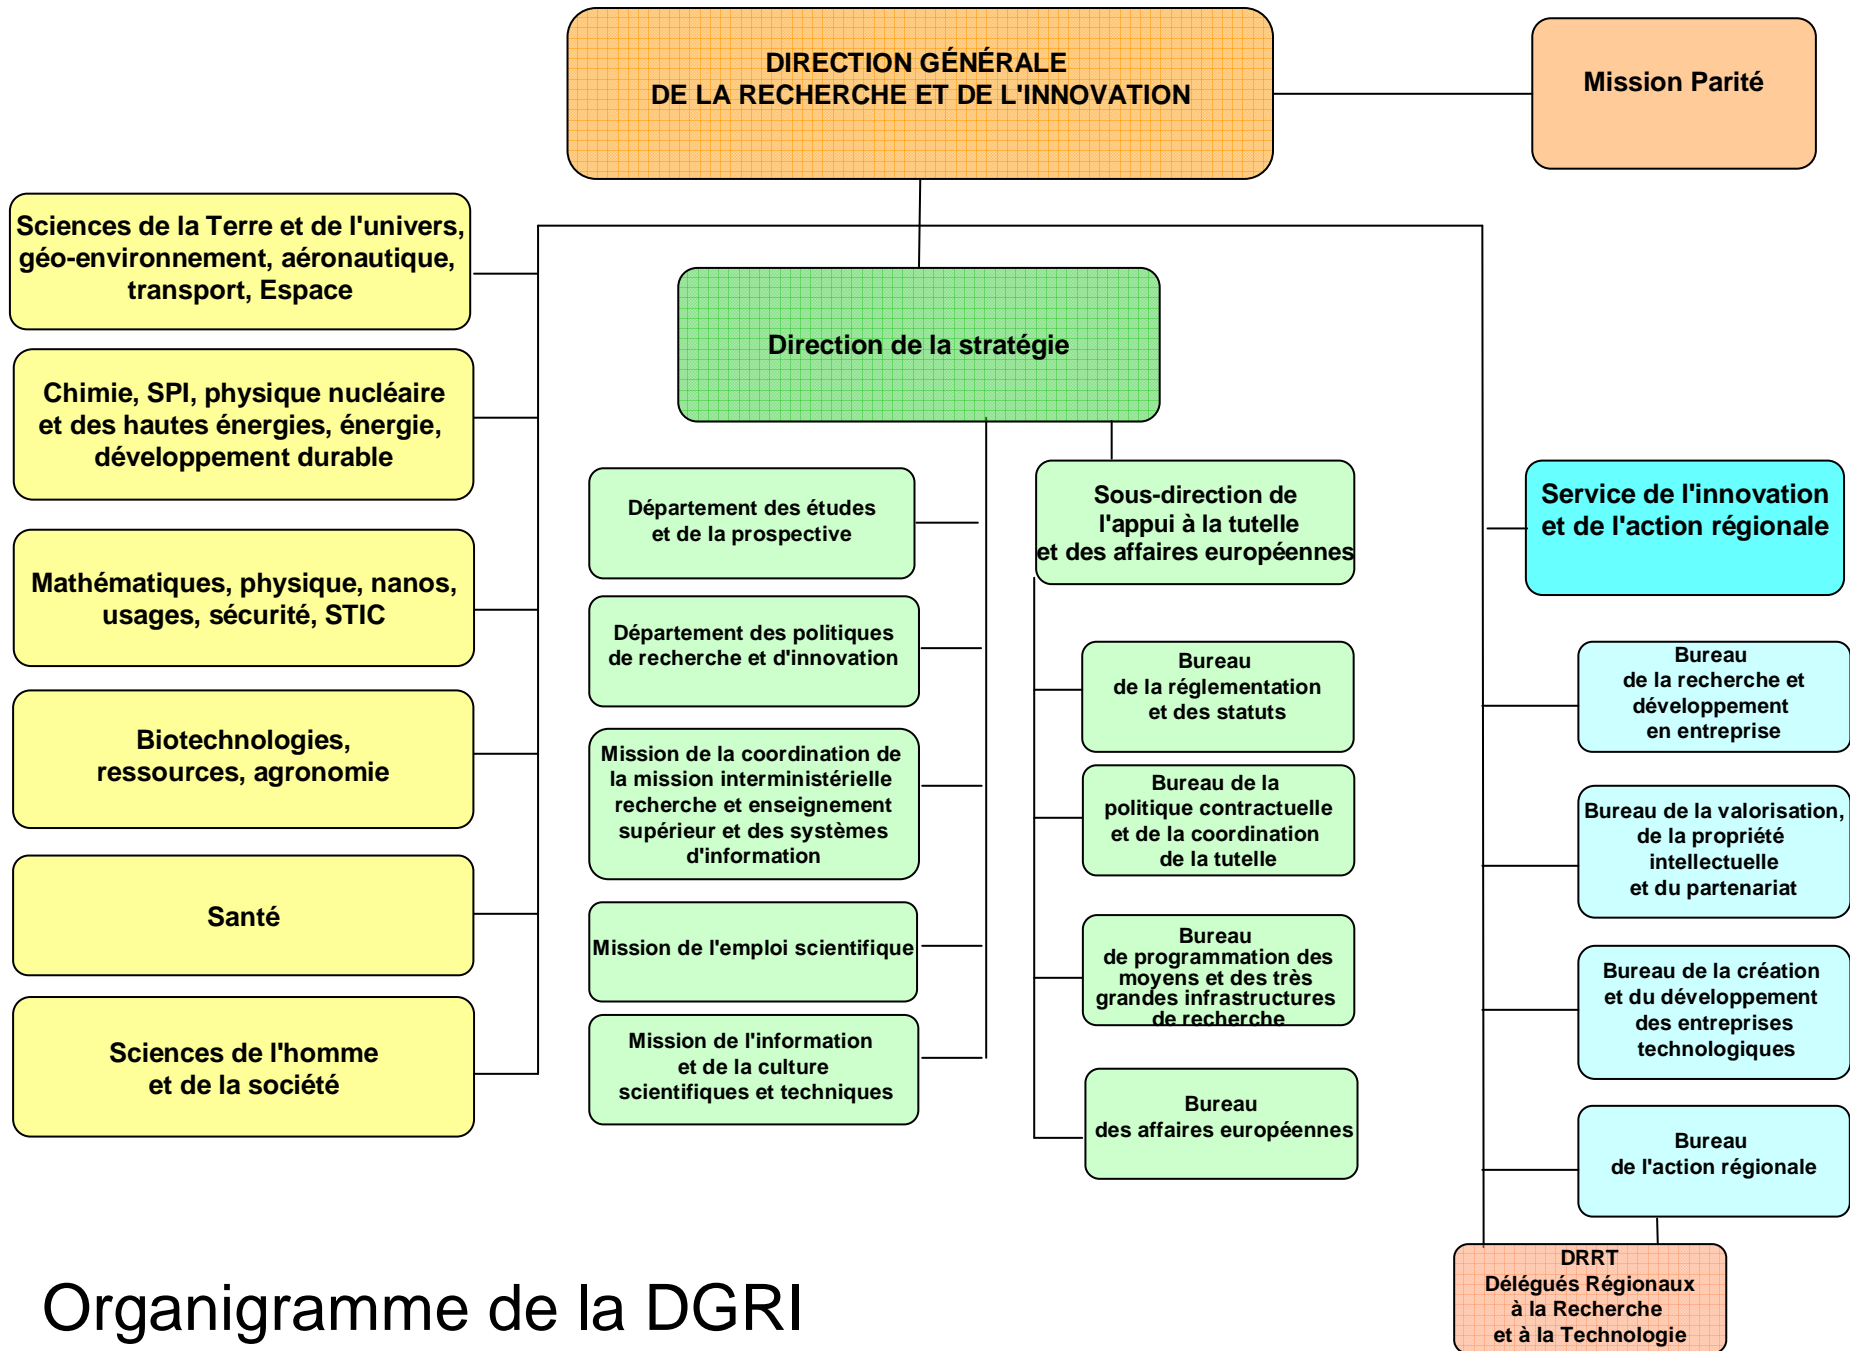 DIRECTION GÉNÉRALE
DE LA RECHERCHE ET DE L'INNOVATION
Mission Parité
Sciences de la Terre et de l'univers,
géo-environnement, aéronautique,
transport, Espace
Chimie, SPI, physique nucléaire
et des hautes énergies, énergie,
développement durable
Mathématiques, physique, nanos,
usages, sécurité, STIC
Biotechnologies,
ressources, agronomie
Santé
Sciences de l'homme
et de la société
Direction de la stratégie
Département des études
et de la prospective
Département des politiques
de recherche et d'innovation
Mission de la coordination de
la mission interministérielle
recherche et enseignement
supérieur et des systèmes
d'information
Mission de l'emploi scientifique
Mission de l'information
et de la culture
scientifiques et techniques
Sous-direction de
l'appui à la tutelle
et des affaires européennes
Bureau
de la réglementation
et des statuts
Bureau de la
politique contractuelle
et de la coordination
de la tutelle
Bureau
de programmation des
moyens et des très
grandes infrastructures
de recherche
Bureau
des affaires européennes
Service de l'innovation
et de l'action régionale
Bureau
de la recherche et
développement
en entreprise
Bureau de la valorisation,
de la propriété
intellectuelle
et du partenariat
Bureau de la création
et du développement
des entreprises
technologiques
Bureau
de l'action régionale
DRRT
Délégués Régionaux
à la Recherche
et à la Technologie
Organigramme de la DGRI